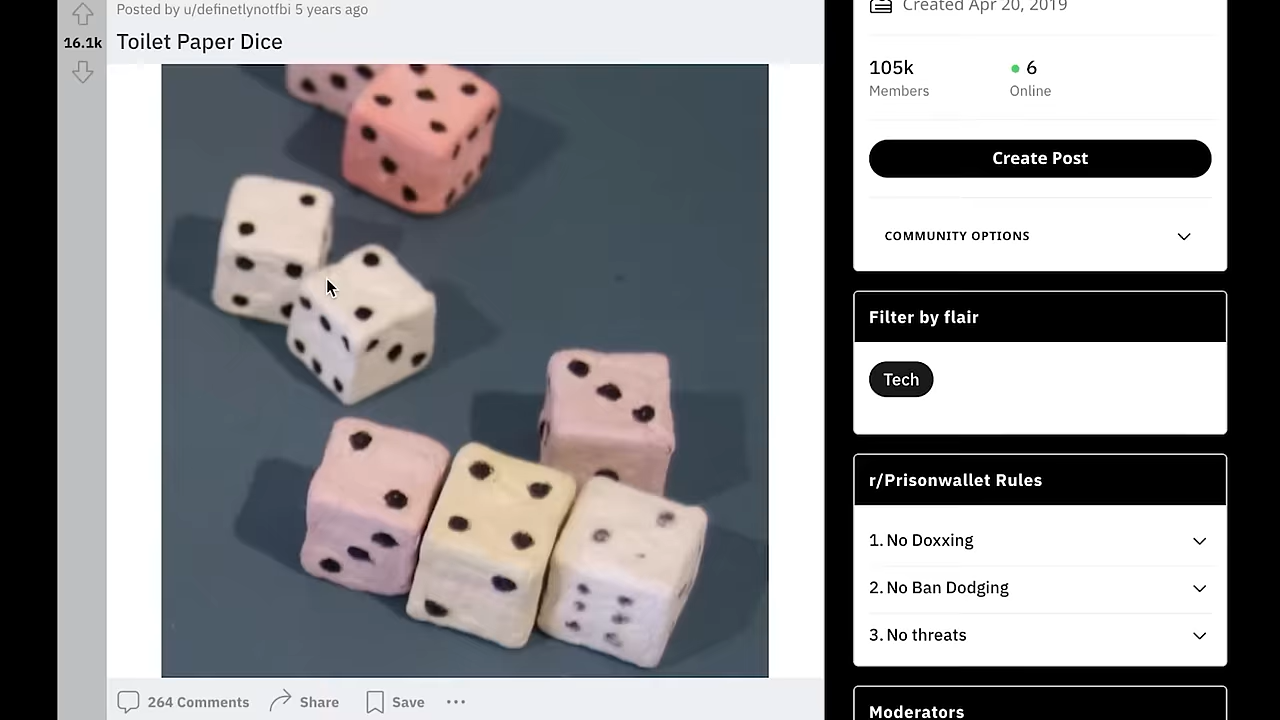 Posted by u/definetlynotfbi 5 years ago
16.1k
Toilet Paper Dice
264 Comments
Share
Save
Created Apr 20, 2019
105k
6
Members
Online
Create Post
COMMUNITY OPTIONS
Filter by flair
Tech
r/Prisonwallet Rules
1. No Doxxing
2. No Ban Dodging
3. No threats
Moderators